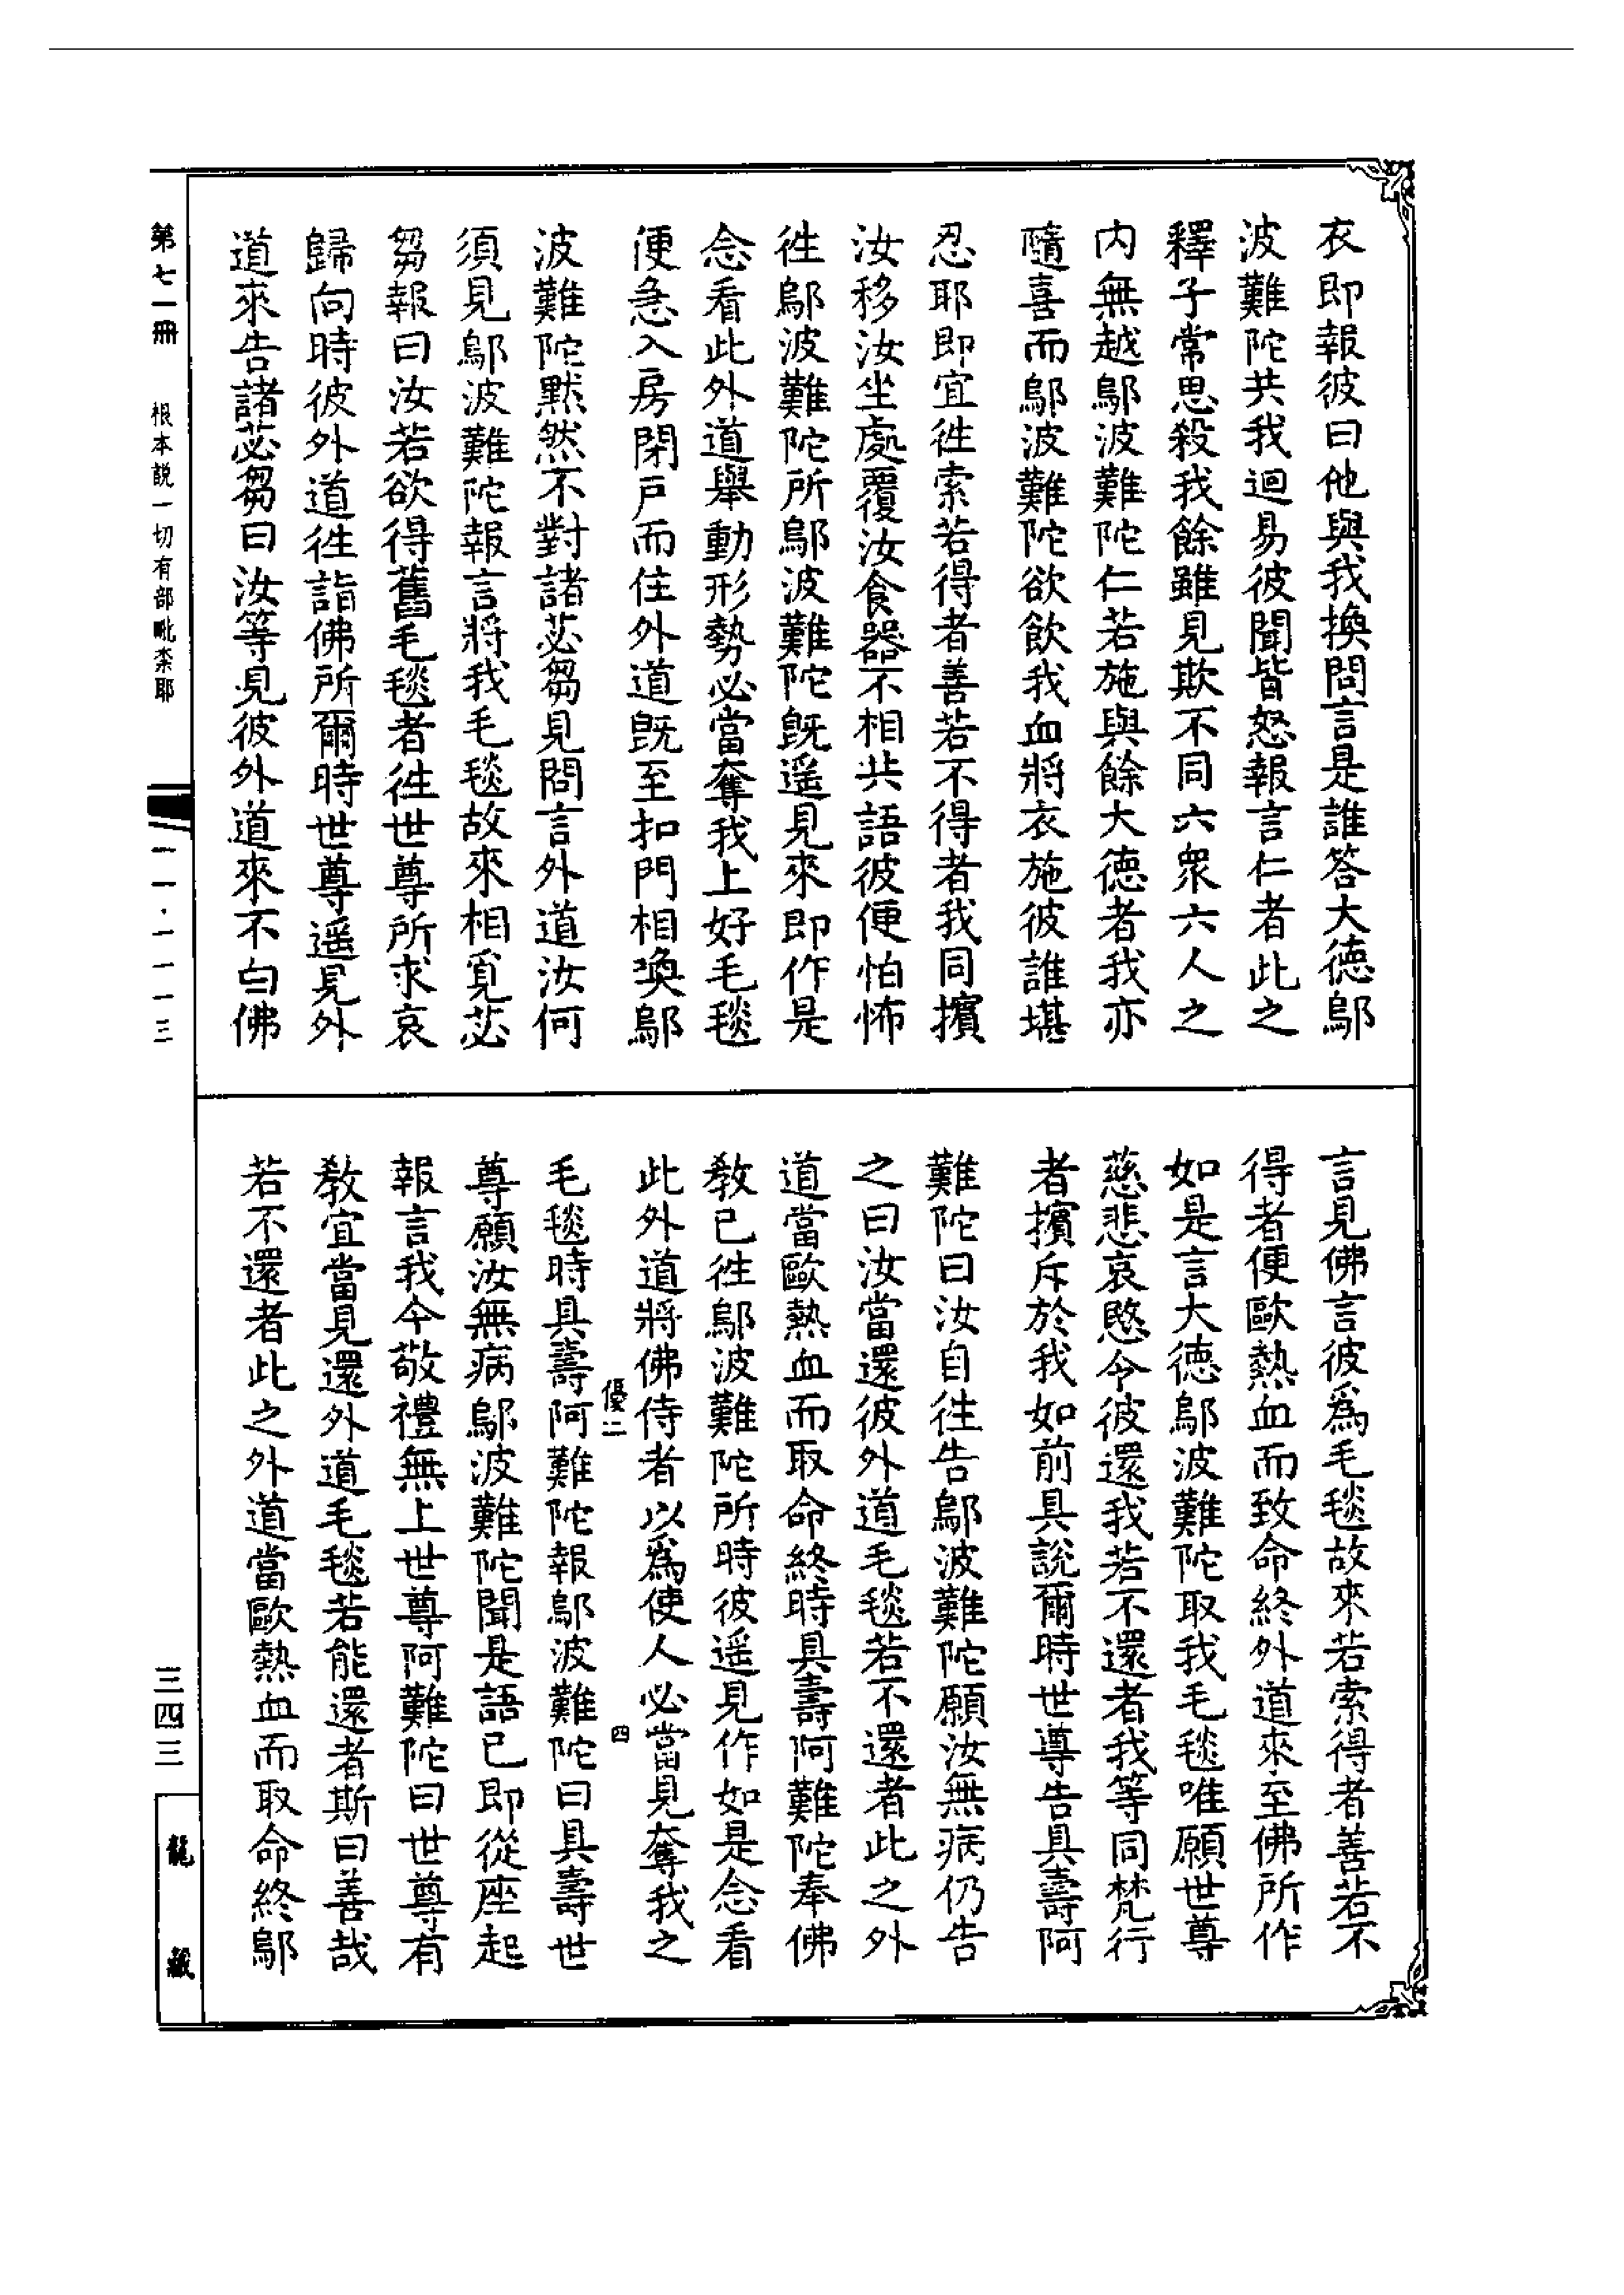 衣即報彼曰他與我換問言是誰答大德鄔
波難陀共我迴易彼聞皆怒報言仁者此之
釋子常思殺我餘雖見欺不同六衆六人之
内無越鄔波難陀仁若施與餘大德者我亦
隨喜而鄔波難陀欲飲我血將衣施彼誰堪
忍耶即宜徃索若得者善若不得者我同擯
汝移汝坐處覆汝食器不相共語彼便怕怖
徃鄔波難陀所鄔波難陀旣遥見來即作是
念看此外道舉動形勢必當奪我上好毛毯
便急入房閉戸而住外道旣至扣門相喚鄔
波難陀默然不對諸苾芻見問言外道汝何
須見鄔波難陀報言將我毛毯故來相覓苾
芻報曰汝若欲得舊毛毯者徃世尊所求哀
歸向時彼外道徃詣佛所爾時世尊遥見外
道來告諸苾芻曰汝等見彼外道來不白佛
言見佛言彼爲毛毯故來若索得者善若不
得者便歐熱血而致命終外道來至佛所作
如是言大德鄔波難陀取我毛毯唯願世尊
慈悲哀愍令彼還我若不還者我等同梵行
者擯斥於我如前具説爾時世尊告具壽阿
難陀曰汝自徃告鄔波難陀願汝無病仍告
之曰汝當還彼外道毛毯若不還者此之外
道當歐熱血而取命終時具壽阿難陀奉佛
教已徃鄔波難陀所時彼遥見作如是念看
此外道將佛侍者以爲使人必當見奪我之
優二 四
毛毯時具壽阿難陀報鄔波難陀曰具壽世
尊願汝無病鄔波難陀聞是語已即從座起
報言我今敬禮無上世尊阿難陀曰世尊有
教宜當見還外道毛毯若能還者斯曰善哉
若不還者此之外道當歐熱血而取命終鄔
第七一冊 根本説一切有部毗柰耶 一一·一一一三
三四三
龍藏